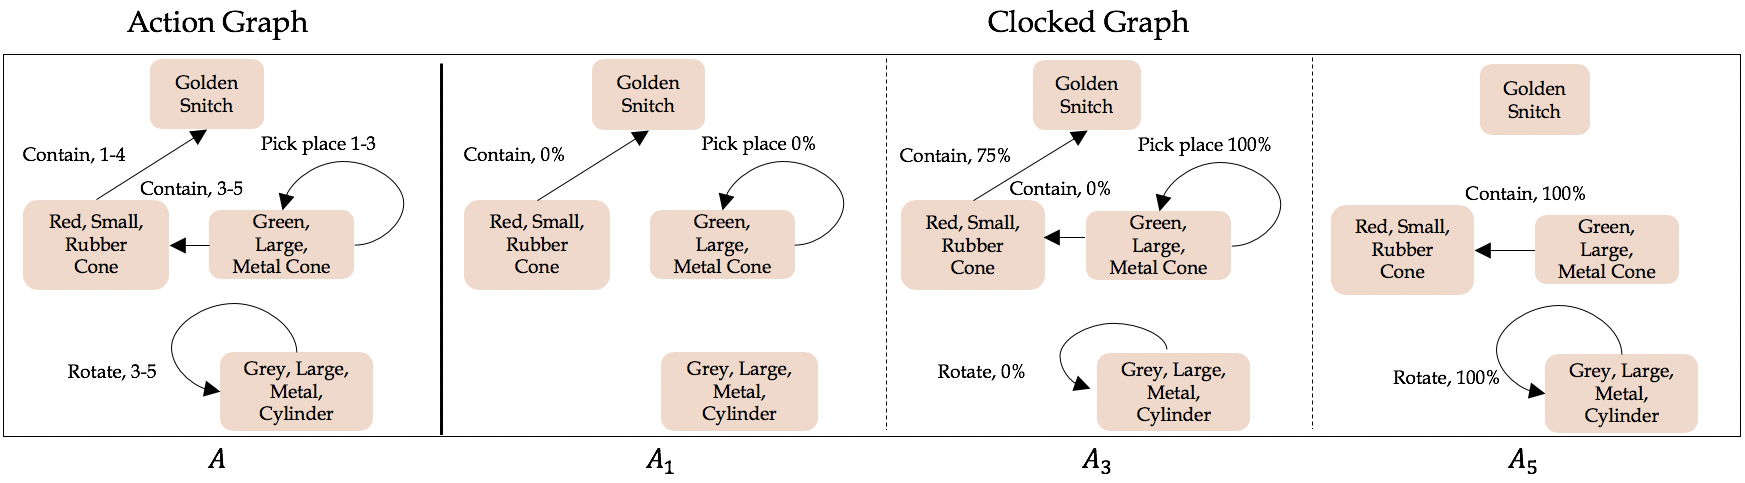 Action Graph
Clocked Graph
Golden
Snitch
Contain, 1-4
Pick place 1-3
Contain, 3-5
Red, Small,
Rubber
Cone
Green,
Large,
Metal Cone
Rotate, 3-5
Grey, Large,
Metal,
Cylinder
A
Golden
Snitch
Contain, 0%
Pick place 0%
Red, Small,
Rubber
Cone
Green,
Large,
Metal Cone
Grey, Large,
Metal,
Cylinder
A₁
Golden
Snitch
Contain, 75%
Pick place 100%
Contain, 0%
Red, Small,
Rubber
Cone
Green,
Large,
Metal Cone
Rotate, 0%
Grey, Large,
Metal,
Cylinder
A₃
Golden
Snitch
Contain, 100%
Red, Small,
Rubber
Cone
Green,
Large,
Metal Cone
Rotate, 100%
Grey, Large,
Metal,
Cylinder
A₅